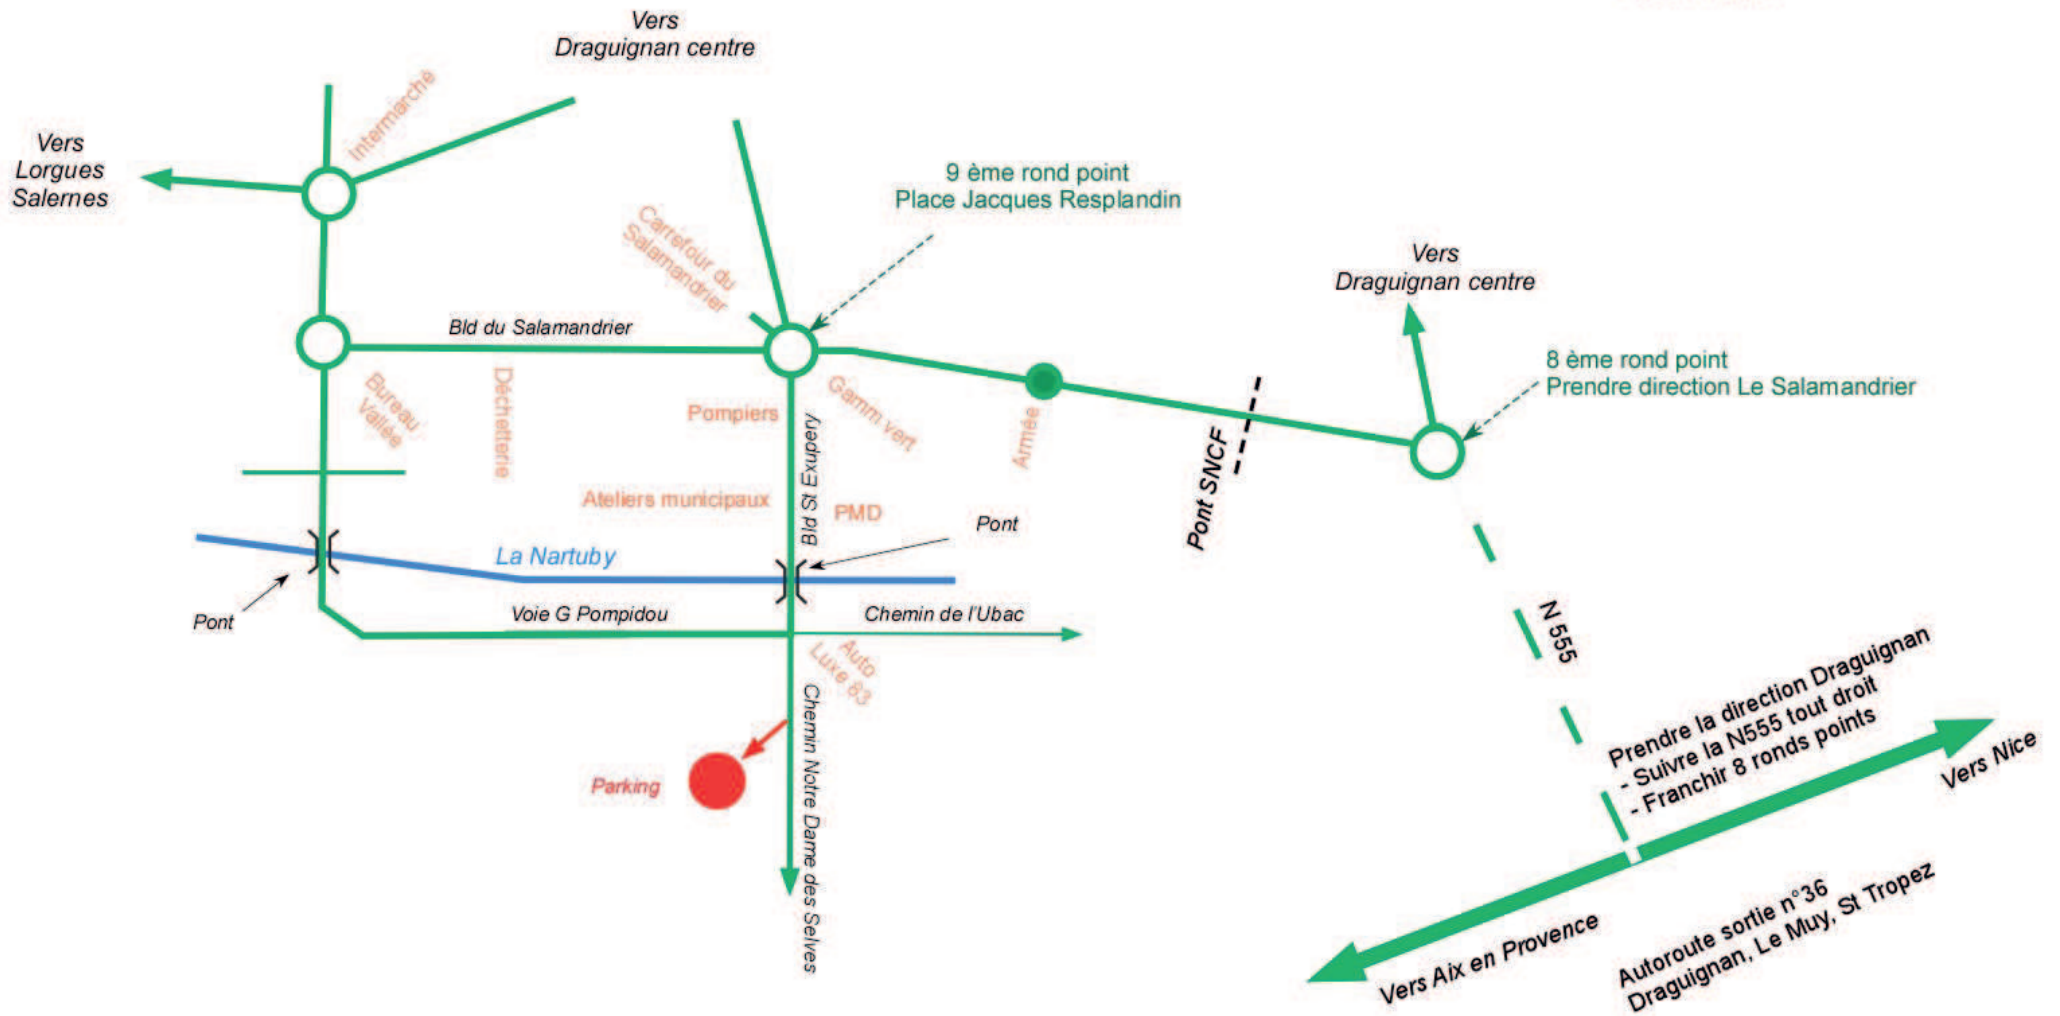 Vers
Draguignan centre
Intermarché
Vers
Lorgues
Salernes
9 ème rond point
Place Jacques Resplandin
Carrefour du
Salamandrier
Vers
Draguignan centre
Bld du Salamandrier
8 ème rond point
Prendre direction Le Salamandrier
Bureau
Vallée
Déchetterie
Pompiers
Gamm vert
Armée
Bld St Exupery
Pont SNCF
Ateliers municipaux
PMD
Pont
La Nartuby
Pont
Voie G Pompidou
Chemin de l'Ubac
N 555
Auto
Luxe 83
Chemin Notre Dame des Selves
Parking
Prendre la direction Draguignan
- Suivre la N555 tout droit
- Franchir 8 ronds points
Vers Nice
Vers Aix en Provence
Autoroute sortie n°36
Draguignan, Le Muy, St Tropez